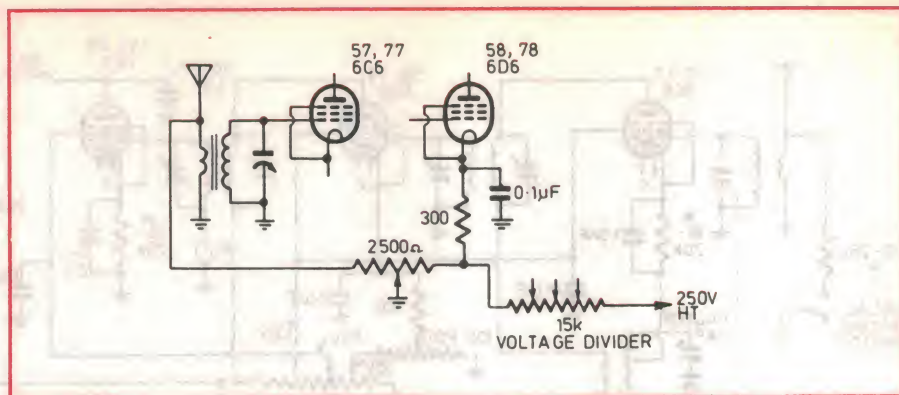 57, 77
6C6
58, 78
6D6
0·1µF
300
2500Ω
250V
HT
15k
VOLTAGE DIVIDER